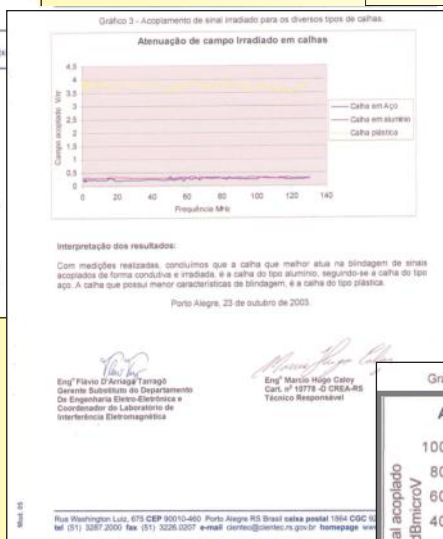 Gráfico 3 - Acoplamento de sinal irradiado para os diversos tipos de calhas.
Atenuação de campo Irradiado em calhas
Campo acoplado V/m
4,5
4
3,5
3
2,5
2
1,5
1
0,5
0
0 20 40 60 80 100 120 140
Frequência MHz
Calha em Aço
Calha em alumínio
Calha plástica
Interpretação dos resultados:
Com medições realizadas, concluímos que a calha que melhor atua na blindagem de sinais
acoplados de forma condutiva e irradiada, é a calha do tipo alumínio, seguindo-se a calha do tipo
aço. A calha que possui menor características de blindagem, é a calha do tipo plástica.
Porto Alegre, 23 de outubro de 2003.
Engº Flávio D'Arriaga Tarragô
Gerente Substituto do Departamento
De Engenharia Eletro-Eletrônica e
Coordenador do Laboratório de
Interferência Eletromagnética
Engº Marcio Hugo Caloy
Cart. nº 10778 -D CREA-RS
Técnico Responsável
Mod. 05
Rua Washington Luiz, 675 CEP 90010-460 Porto Alegre RS Brasil caixa postal 1864 CGC
tel (51) 3287.2000 fax (51) 3226.0207 e-mail cientec@cientec.rs.gov.br homepage www
Gra
A
100
80
60
40
al acoplado
dBmicroV